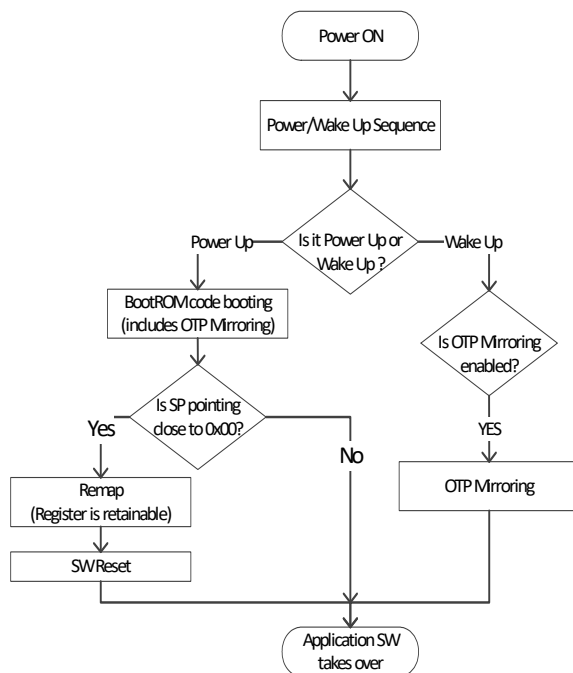 Power ON
Power/Wake Up Sequence
Is it Power Up or
Wake Up ?
Power Up
Wake Up
BootROM code booting
(includes OTP Mirroring)
Is OTP Mirroring
enabled?
Is SP pointing
close to 0x00?
Yes
No
YES
Remap
(Register is retainable)
OTP Mirroring
SW Reset
Application SW
takes over